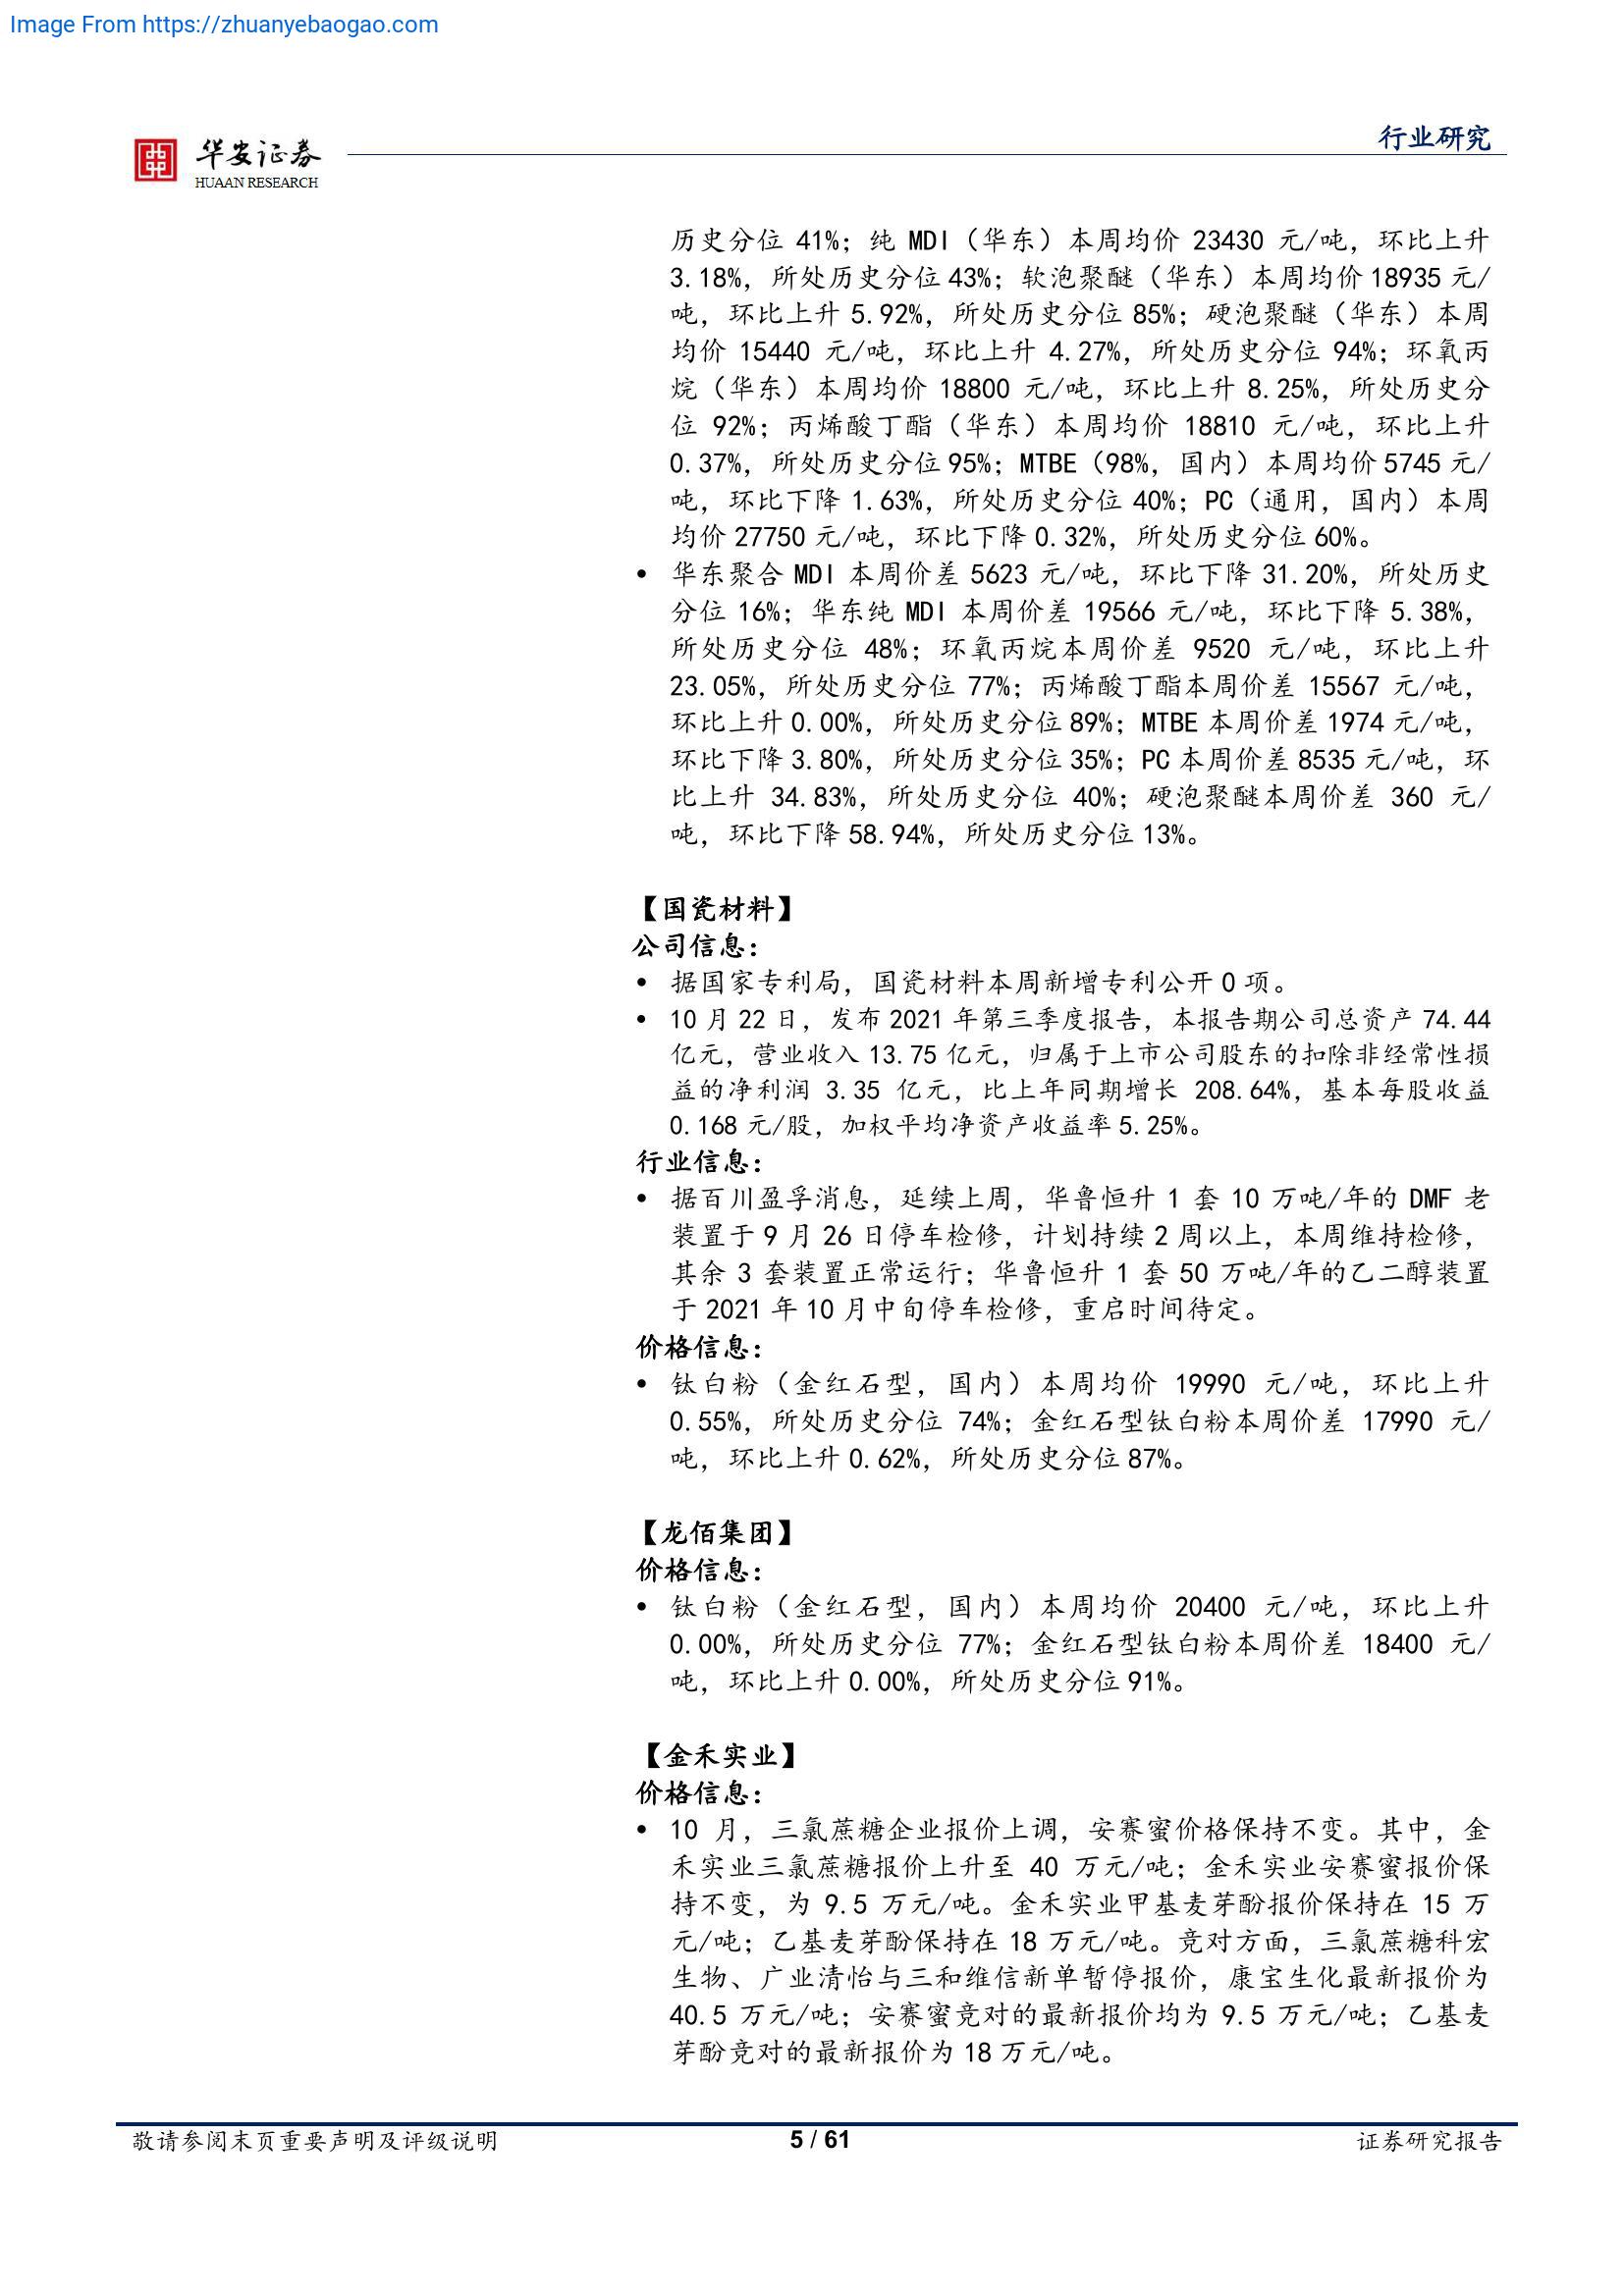 Image From https://zhuanyebaogao.com
华安证券
HUAAN RESEARCH
行业研究
历史分位 41%；纯 MDI（华东）本周均价 23430 元/吨，环比上升
3.18%，所处历史分位 43%；软泡聚醚（华东）本周均价 18935 元/
吨，环比上升 5.92%，所处历史分位 85%；硬泡聚醚（华东）本周
均价 15440 元/吨，环比上升 4.27%，所处历史分位 94%；环氧丙
烷（华东）本周均价 18800 元/吨，环比上升 8.25%，所处历史分
位 92%；丙烯酸丁酯（华东）本周均价 18810 元/吨，环比上升
0.37%，所处历史分位 95%；MTBE（98%，国内）本周均价 5745 元/
吨，环比下降 1.63%，所处历史分位 40%；PC（通用，国内）本周
均价 27750 元/吨，环比下降 0.32%，所处历史分位 60%。
• 华东聚合 MDI 本周价差 5623 元/吨，环比下降 31.20%，所处历史
分位 16%；华东纯 MDI 本周价差 19566 元/吨，环比下降 5.38%，
所处历史分位 48%；环氧丙烷本周价差 9520 元/吨，环比上升
23.05%，所处历史分位 77%；丙烯酸丁酯本周价差 15567 元/吨，
环比上升 0.00%，所处历史分位 89%；MTBE 本周价差 1974 元/吨，
环比下降 3.80%，所处历史分位 35%；PC 本周价差 8535 元/吨，环
比上升 34.83%，所处历史分位 40%；硬泡聚醚本周价差 360 元/
吨，环比下降 58.94%，所处历史分位 13%。
【国瓷材料】
公司信息：
• 据国家专利局，国瓷材料本周新增专利公开 0 项。
• 10 月 22 日，发布 2021 年第三季度报告，本报告期公司总资产 74.44
亿元，营业收入 13.75 亿元，归属于上市公司股东的扣除非经常性损
益的净利润 3.35 亿元，比上年同期增长 208.64%，基本每股收益
0.168 元/股，加权平均净资产收益率 5.25%。
行业信息：
• 据百川盈孚消息，延续上周，华鲁恒升 1 套 10 万吨/年的 DMF 老
装置于 9 月 26 日停车检修，计划持续 2 周以上，本周维持检修，
其余 3 套装置正常运行；华鲁恒升 1 套 50 万吨/年的乙二醇装置
于 2021 年 10 月中旬停车检修，重启时间待定。
价格信息：
• 钛白粉（金红石型，国内）本周均价 19990 元/吨，环比上升
0.55%，所处历史分位 74%；金红石型钛白粉本周价差 17990 元/
吨，环比上升 0.62%，所处历史分位 87%。
【龙佰集团】
价格信息：
• 钛白粉（金红石型，国内）本周均价 20400 元/吨，环比上升
0.00%，所处历史分位 77%；金红石型钛白粉本周价差 18400 元/
吨，环比上升 0.00%，所处历史分位 91%。
【金禾实业】
价格信息：
• 10 月，三氯蔗糖企业报价上调，安赛蜜价格保持不变。其中，金
禾实业三氯蔗糖报价上升至 40 万元/吨；金禾实业安赛蜜报价保
持不变，为 9.5 万元/吨。金禾实业甲基麦芽酚报价保持在 15 万
元/吨；乙基麦芽酚保持在 18 万元/吨。竞对方面，三氯蔗糖科宏
生物、广业清怡与三和维信新单暂停报价，康宝生化最新报价为
40.5 万元/吨；安赛蜜竞对的最新报价均为 9.5 万元/吨；乙基麦
芽酚竞对的最新报价为 18 万元/吨。
敬请参阅末页重要声明及评级说明
5 / 61
证券研究报告